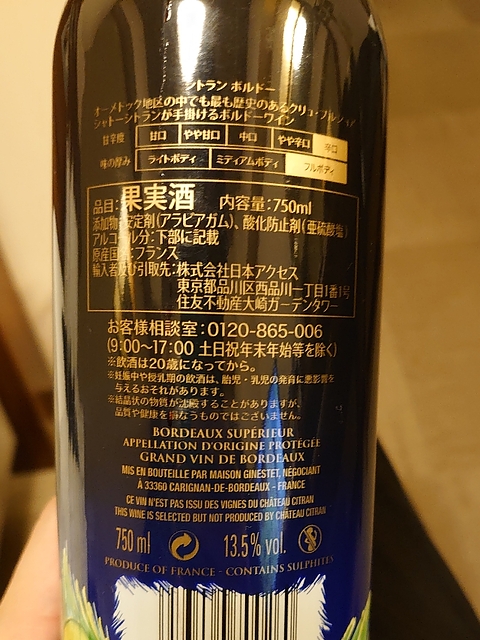 シトラン ボルドー
オーメドック地区の中でも最も歴史のあるクリュ・ブルジョア
シャトーシトランが手掛けるボルドーワイン
甘辛度 甘口 やや甘口 中口 やや辛口 辛口
味の厚み ライトボディ ミディアムボディ フルボディ
品目:果実酒 内容量:750ml
添加物:安定剤(アラビアガム)、酸化防止剤(亜硫酸塩)
アルコール分:下部に記載
原産国:フランス
輸入者及び引取先:株式会社日本アクセス
東京都品川区西品川一丁目1番1号
住友不動産大崎ガーデンタワー
お客様相談室:0120-865-006
(9:00~17:00 土日祝年末年始等を除く)
※飲酒は20歳になってから。
※妊娠中や授乳期の飲酒は、胎児・乳児の発育に悪影響を
与えるおそれがあります。
※結晶状の物質が沈殿することがありますが、
品質や健康を損なうものではございません。
BORDEAUX SUPÉRIEUR
APPELLATION D'ORIGINE PROTÉGÉE
GRAND VIN DE BORDEAUX
MIS EN BOUTEILLE PAR MAISON GINESTET, NÉGOCIANT
À 33360 CARIGNAN-DE-BORDEAUX - FRANCE
CE VIN N'EST PAS ISSU DES VIGNES DU CHÂTEAU CITRAN
THIS WINE IS SELECTED BUT NOT PRODUCED BY CHÂTEAU CITRAN
750 ml 13.5% vol.
PRODUCE OF FRANCE - CONTAINS SULPHITES